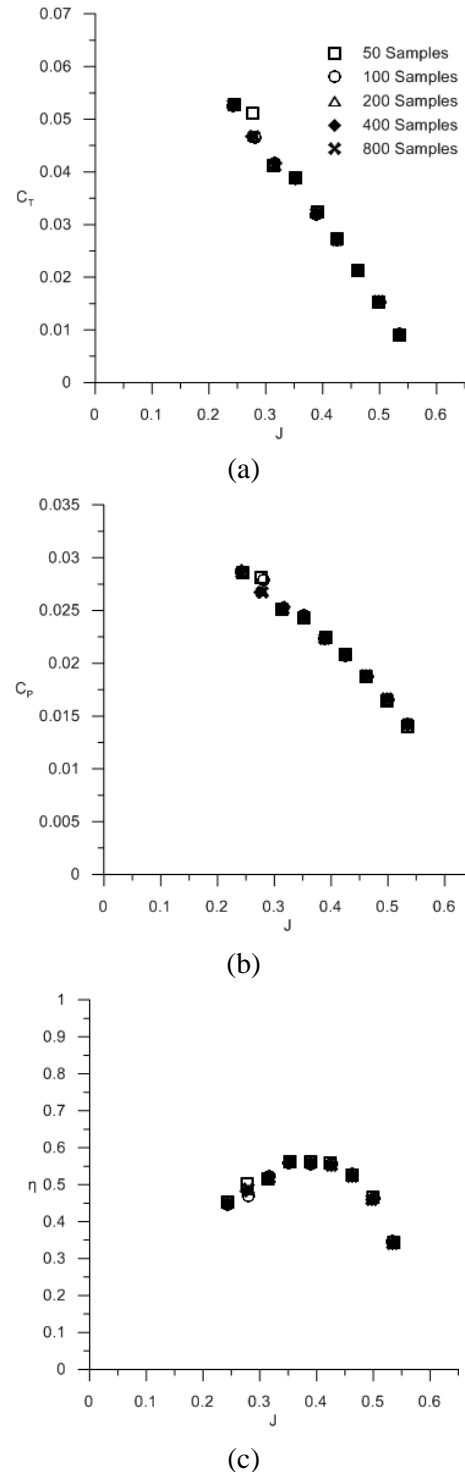 0.07
50 Samples
100 Samples
200 Samples
400 Samples
800 Samples
0.06
0.05
0.04
C_T
0.03
0.02
0.01
0
0 0.1 0.2 0.3 0.4 0.5 0.6
J
(a)
0.035
0.03
0.025
0.02
C_P
0.015
0.01
0.005
0
0 0.1 0.2 0.3 0.4 0.5 0.6
J
(b)
1
0.9
0.8
0.7
0.6
η 0.5
0.4
0.3
0.2
0.1
0
0 0.1 0.2 0.3 0.4 0.5 0.6
J
(c)